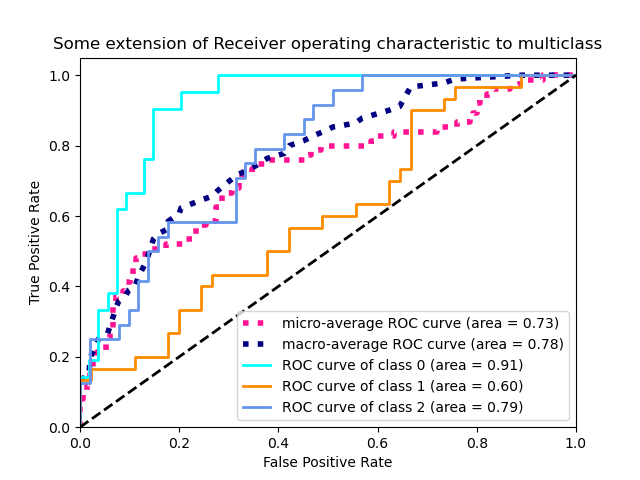 Some extension of Receiver operating characteristic to multiclass
1.0
0.8
0.6
0.4
0.2
0.0
True Positive Rate
micro-average ROC curve (area = 0.73)
macro-average ROC curve (area = 0.78)
ROC curve of class 0 (area = 0.91)
ROC curve of class 1 (area = 0.60)
ROC curve of class 2 (area = 0.79)
0.0 0.2 0.4 0.6 0.8 1.0
False Positive Rate